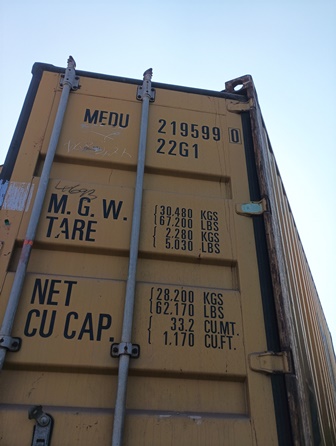 MEDU 219599 0
22G1
M.G.W. 30.480 KGS
67.200 LBS
TARE 2.280 KGS
5.030 LBS
NET 28.200 KGS
62.170 LBS
CU CAP. 33.2 CU.MT.
1.170 CU.FT.